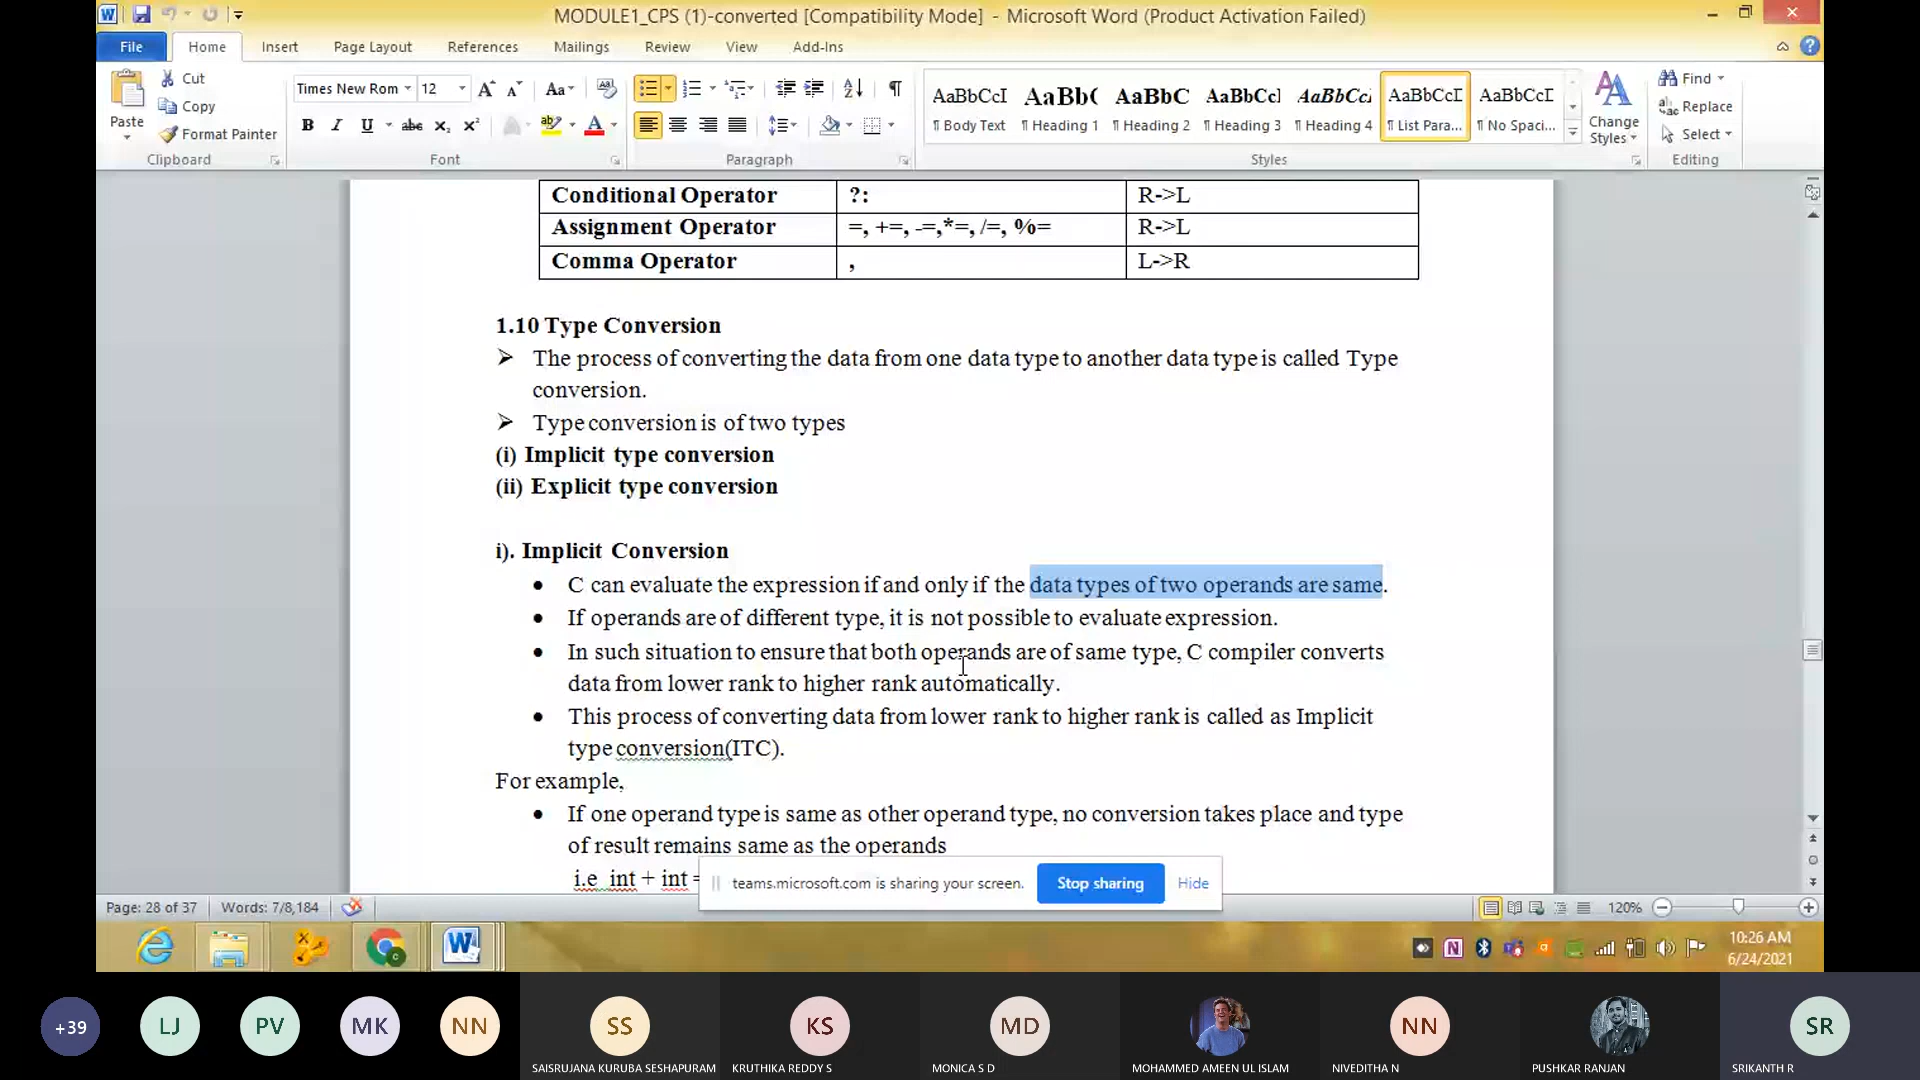 MODULE1_CPS (1)-converted [Compatibility Mode] - Microsoft Word (Product Activation Failed)
File Home Insert Page Layout References Mailings Review View Add-Ins
Cut
Copy
Format Painter
Paste
Clipboard
Times New Rom 12
Font
Paragraph
AaBbCcI AaBb( AaBbC AaBbCcl AaBbCc. AaBbCcI AaBbCcI
¶ Body Text ¶ Heading 1 ¶ Heading 2 ¶ Heading 3 ¶ Heading 4 ¶ List Para... ¶ No Spaci...
Styles
Change
Styles
Find
Replace
Select
Editing
Conditional Operator ?: R->L
Assignment Operator =, +=, -=,*=, /=, %= R->L
Comma Operator , L->R
1.10 Type Conversion
➢ The process of converting the data from one data type to another data type is called Type
conversion.
➢ Type conversion is of two types
(i) Implicit type conversion
(ii) Explicit type conversion
i). Implicit Conversion
• C can evaluate the expression if and only if the data types of two operands are same.
• If operands are of different type, it is not possible to evaluate expression.
• In such situation to ensure that both operands are of same type, C compiler converts
data from lower rank to higher rank automatically.
• This process of converting data from lower rank to higher rank is called as Implicit
type conversion(ITC).
For example,
• If one operand type is same as other operand type, no conversion takes place and type
of result remains same as the operands
i.e int + int =
teams.microsoft.com is sharing your screen. Stop sharing Hide
Page: 28 of 37 Words: 7/8,184 120%
10:26 AM
6/24/2021
+39 LJ PV MK NN SS KS MD NN SR
SAISRUJANA KURUBA SESHAPURAM KRUTHIKA REDDY S MONICA S D MOHAMMED AMEEN UL ISLAM NIVEDITHA N PUSHKAR RANJAN SRIKANTH R